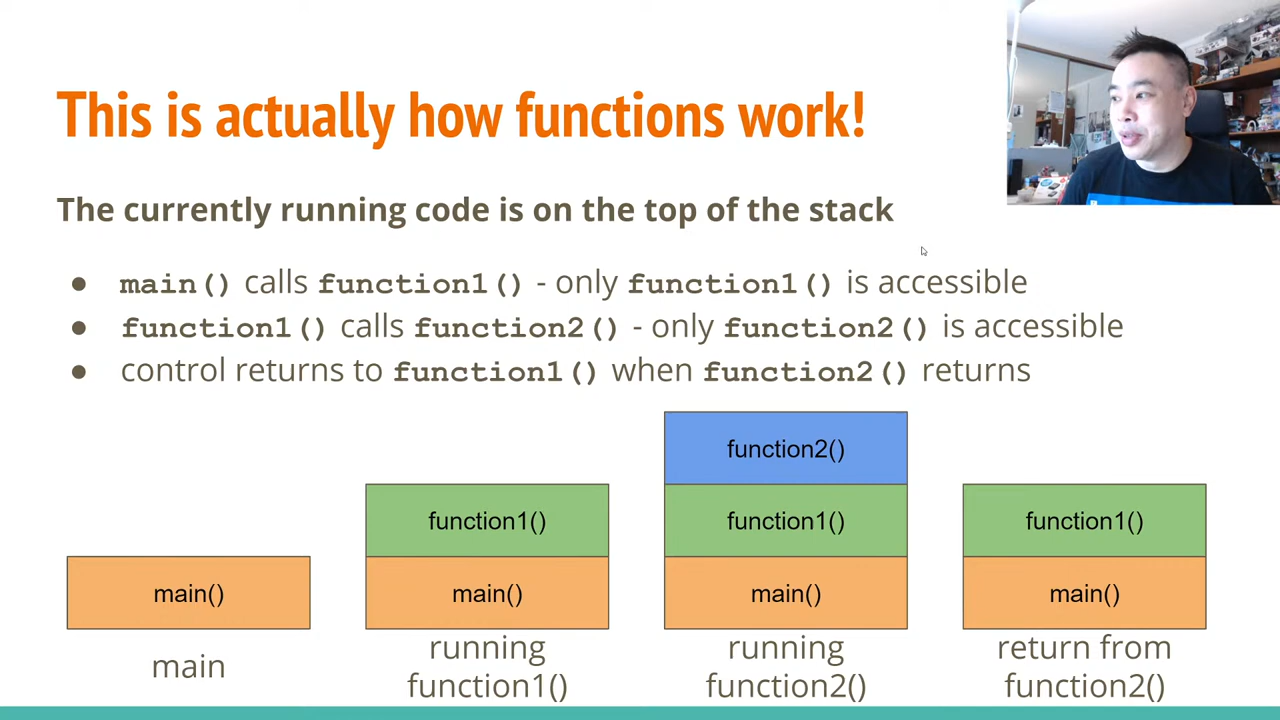 This is actually how functions work!
The currently running code is on the top of the stack
● main() calls function1() - only function1() is accessible
● function1() calls function2() - only function2() is accessible
● control returns to function1() when function2() returns
function2()
function1() function1() function1()
main() main() main() main()
main
running
function1()
running
function2()
return from
function2()